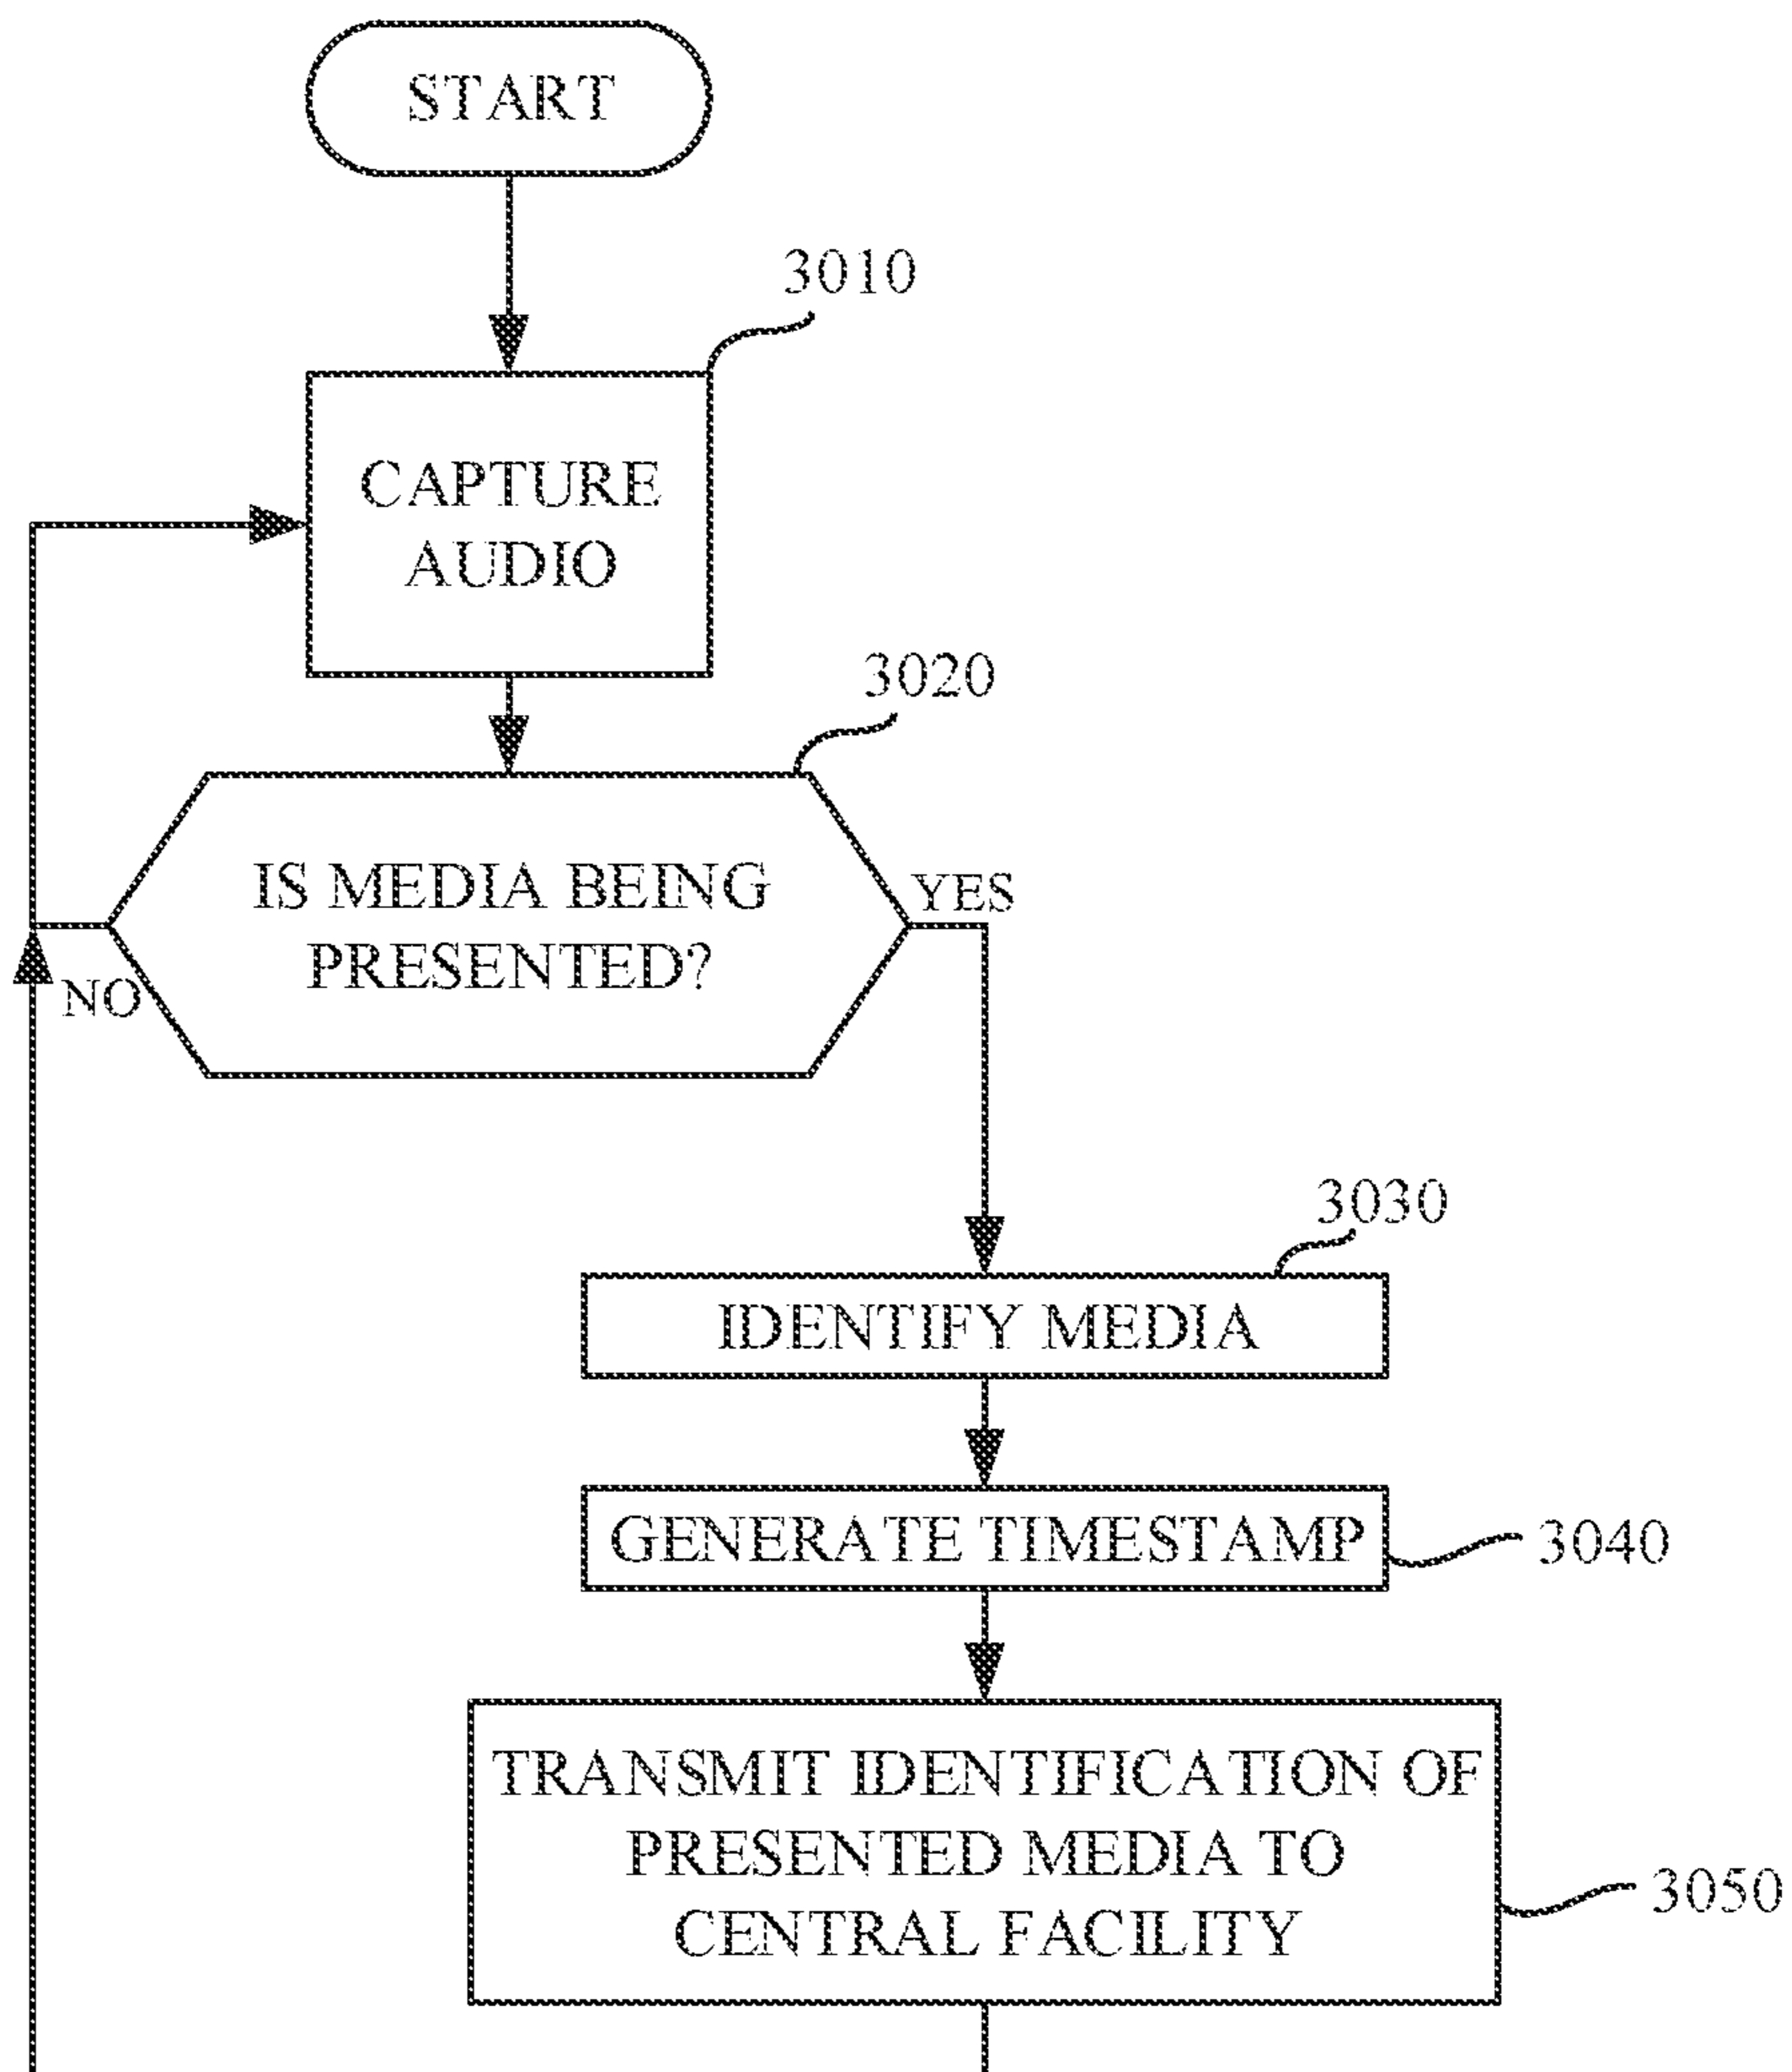 START
3010
CAPTURE
AUDIO
3020
IS MEDIA BEING
PRESENTED?
YES
NO
3030
IDENTIFY MEDIA
GENERATE TIMESTAMP
3040
TRANSMIT IDENTIFICATION OF
PRESENTED MEDIA TO
CENTRAL FACILITY
3050